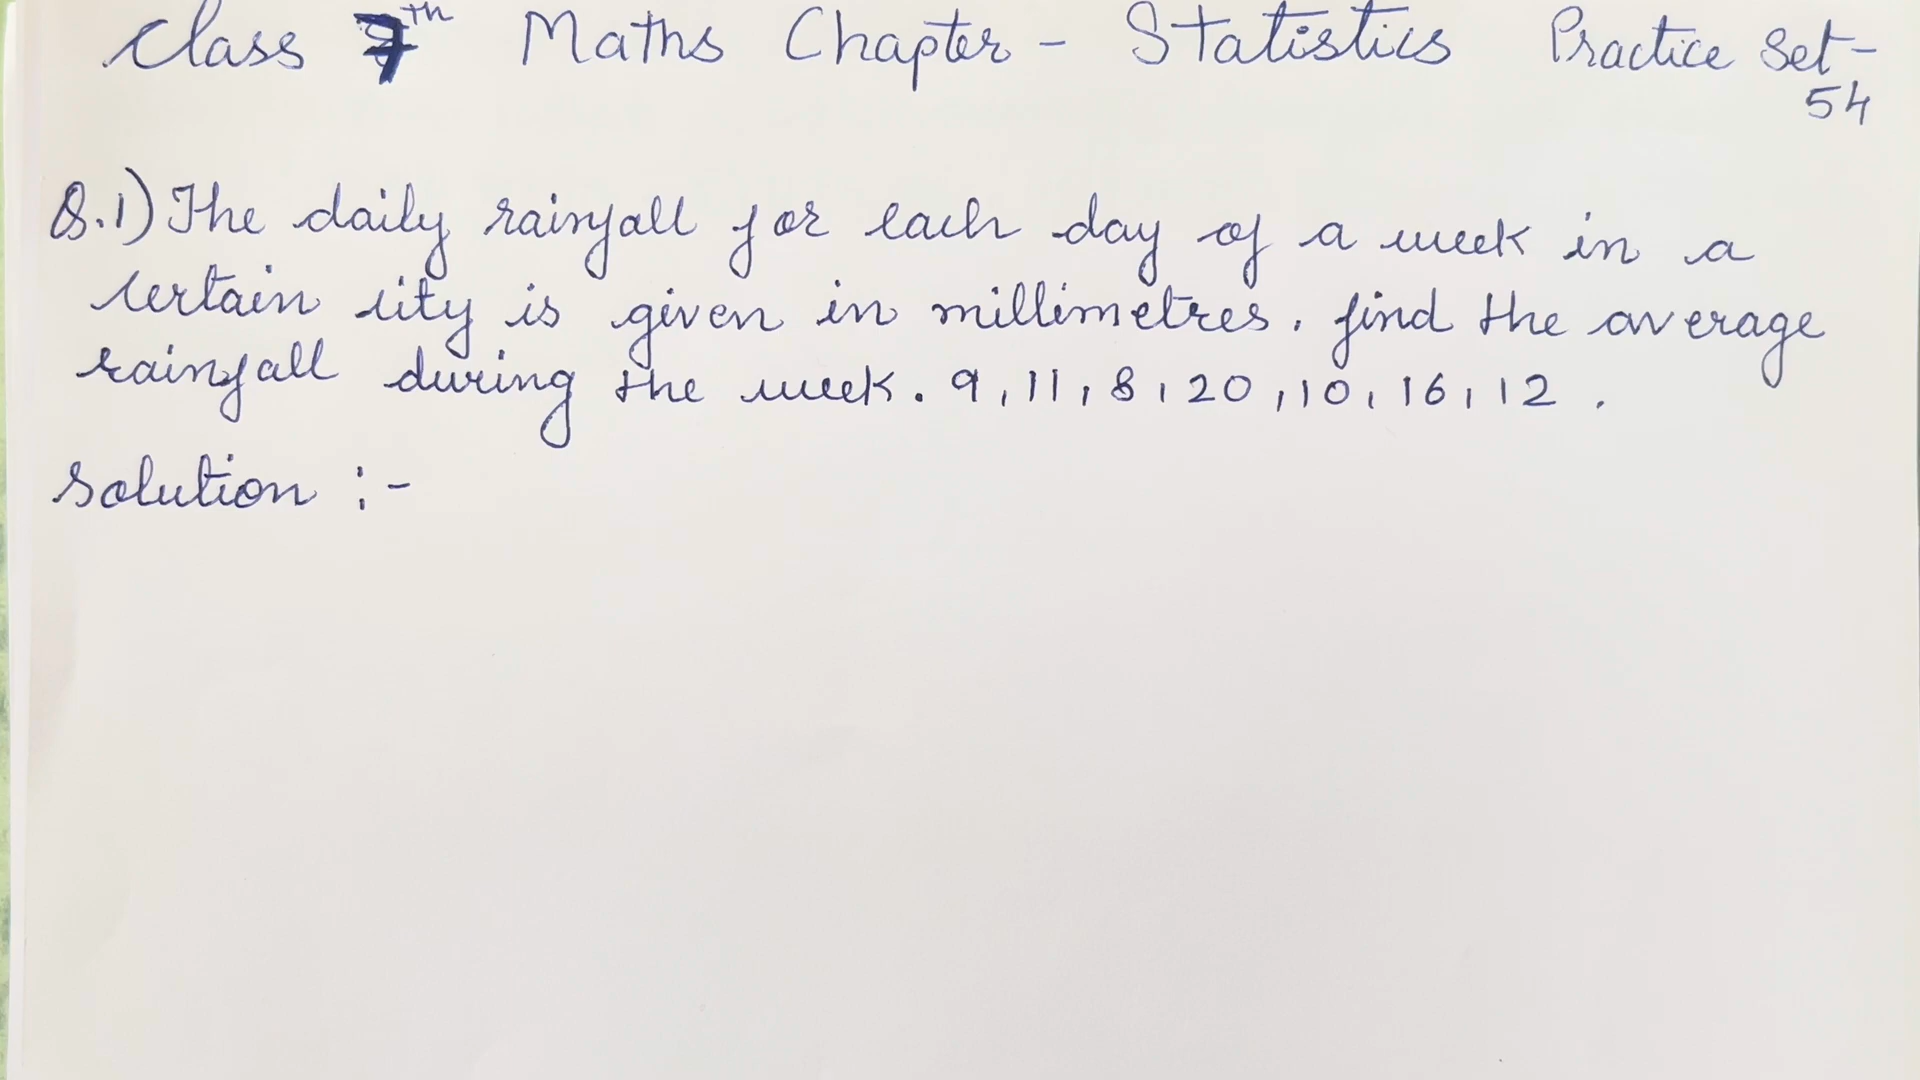 Class 7th Maths Chapter - Statistics Practice Set-
54
Q.1) The daily rainfall for each day of a week in a
certain city is given in millimetres. find the average
rainfall during the week. 9, 11, 8, 20, 10, 16, 12 .
Solution :-